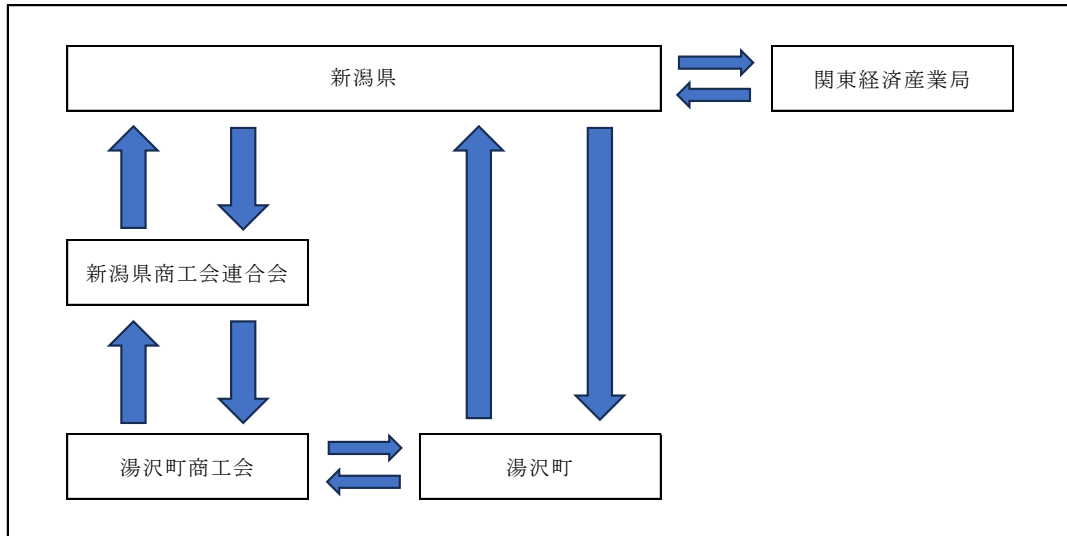 新潟県
関東経済産業局
新潟県商工会連合会
湯沢町商工会
湯沢町